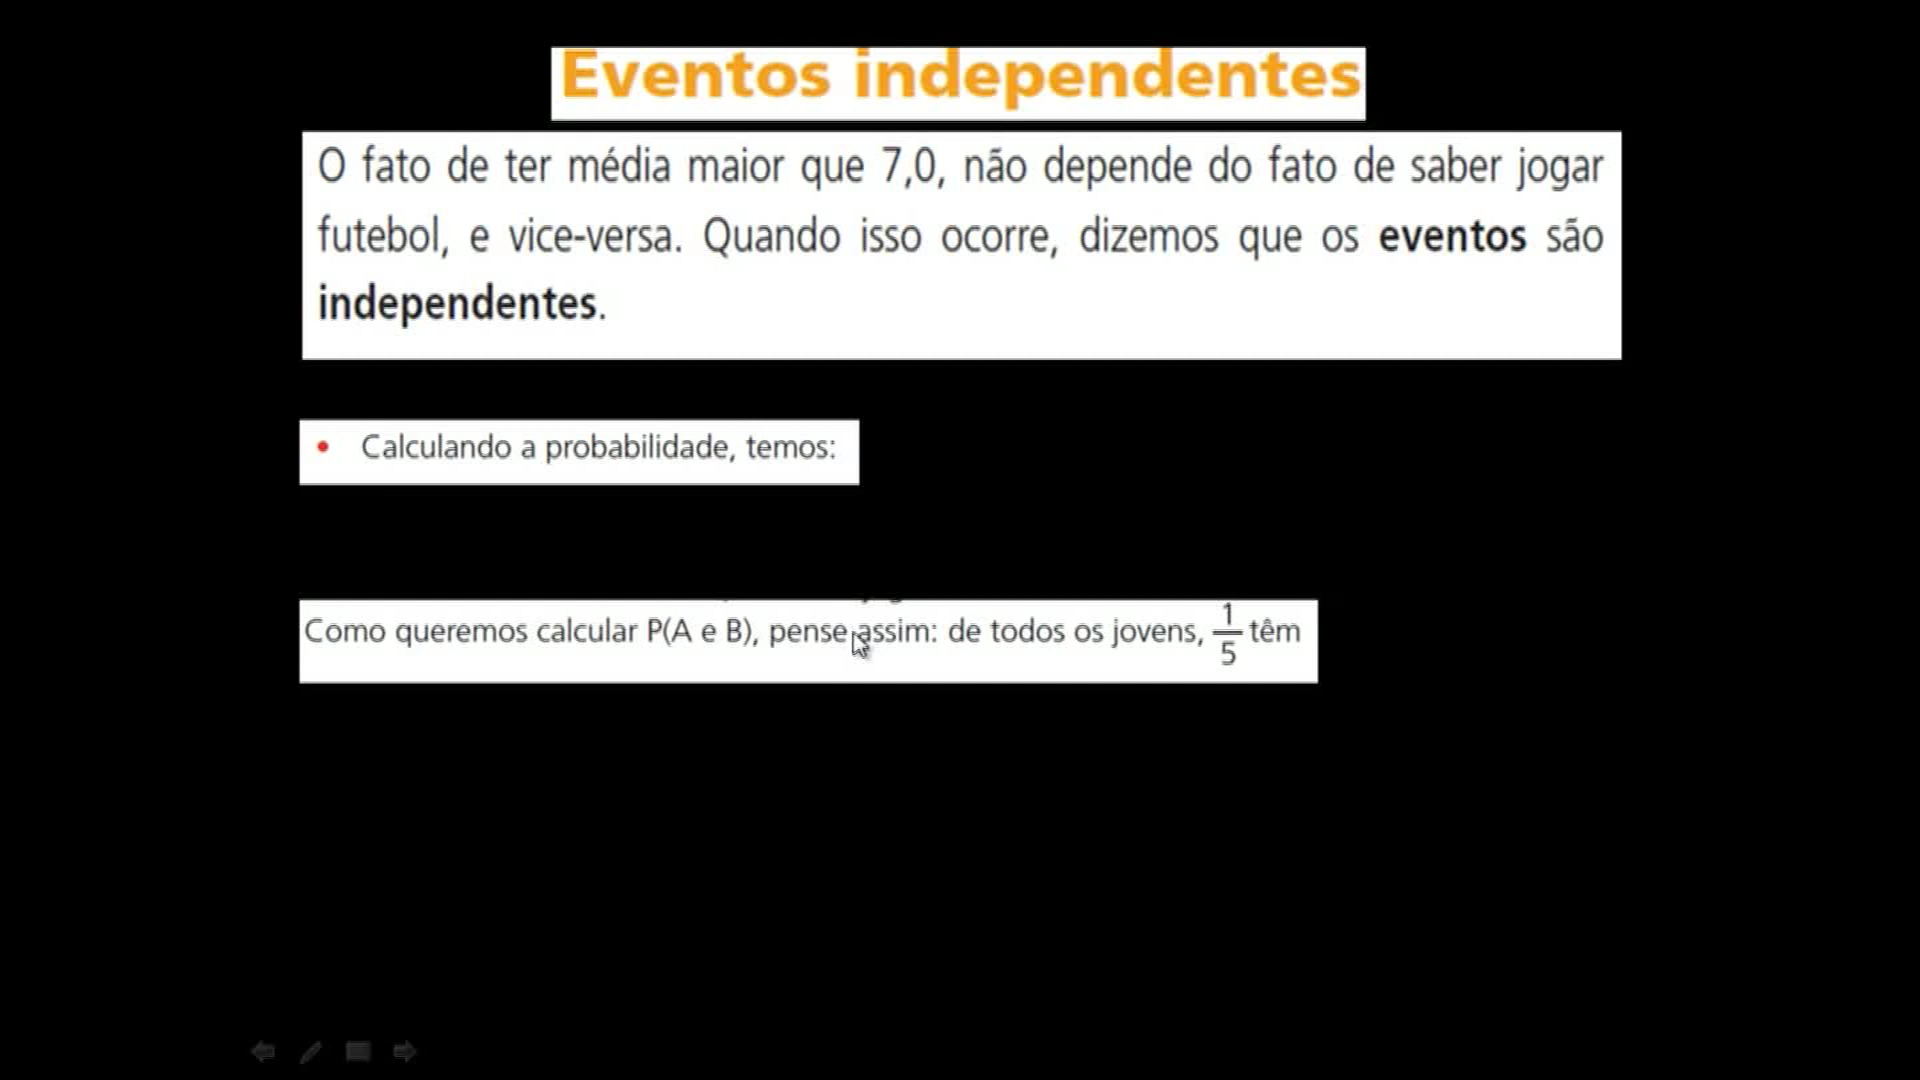 Eventos independentes
O fato de ter média maior que 7,0, não depende do fato de saber jogar
futebol, e vice-versa. Quando isso ocorre, dizemos que os eventos são
independentes.
• Calculando a probabilidade, temos:
Como queremos calcular P(A e B), pense assim: de todos os jovens, 1/5 têm